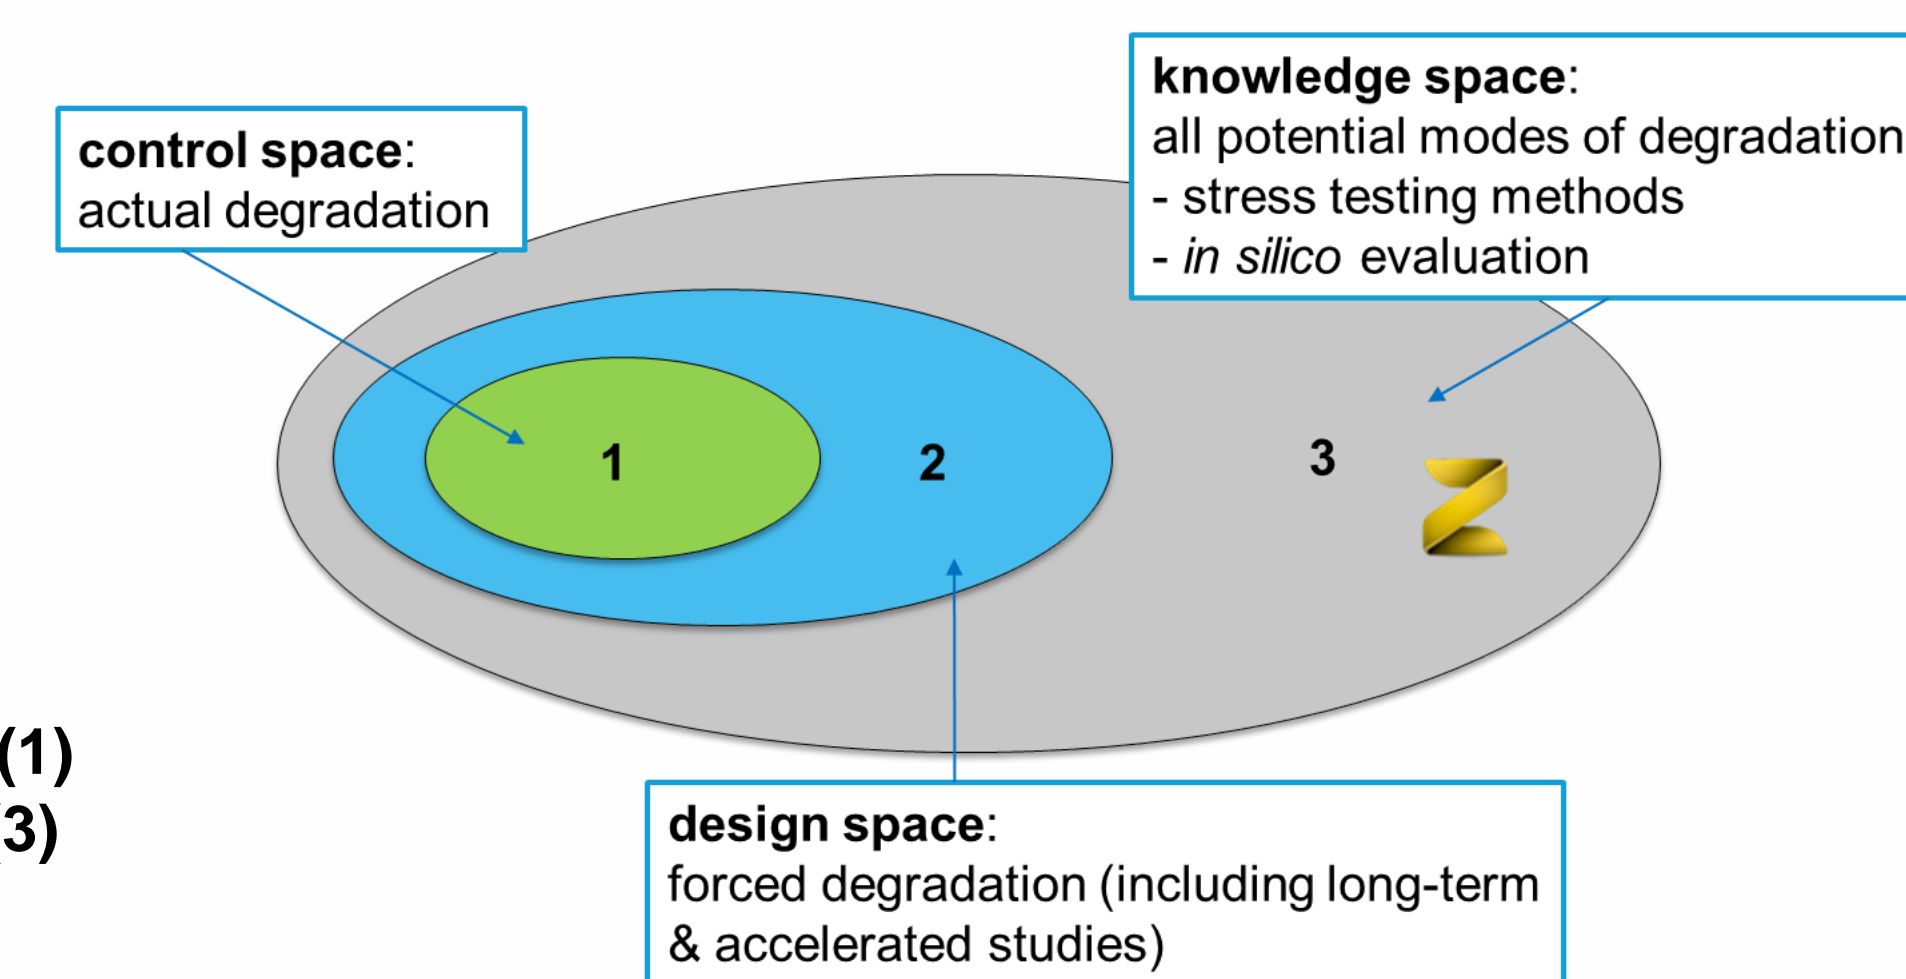 knowledge space:
all potential modes of degradation
- stress testing methods
- in silico evaluation
control space:
actual degradation
1
2
3
(1)
(3)
design space:
forced degradation (including long-term
& accelerated studies)